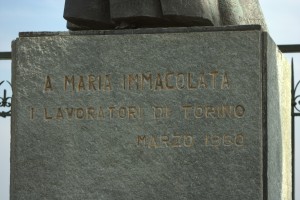 A MARIA IMMACOLATA
I LAVORATORI DI TORINO
MARZO 1960